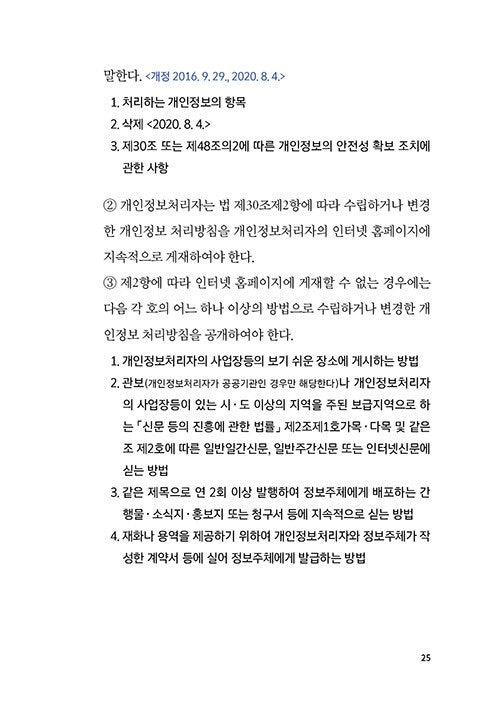 말한다. <개정 2016. 9. 29., 2020. 8. 4.>
1. 처리하는 개인정보의 항목
2. 삭제 <2020. 8. 4.>
3. 제30조 또는 제48조의2에 따른 개인정보의 안전성 확보 조치에
관한 사항
② 개인정보처리자는 법 제30조제2항에 따라 수립하거나 변경
한 개인정보 처리방침을 개인정보처리자의 인터넷 홈페이지에
지속적으로 게재하여야 한다.
③ 제2항에 따라 인터넷 홈페이지에 게재할 수 없는 경우에는
다음 각 호의 어느 하나 이상의 방법으로 수립하거나 변경한 개
인정보 처리방침을 공개하여야 한다.
1. 개인정보처리자의 사업장등의 보기 쉬운 장소에 게시하는 방법
2. 관보(개인정보처리자가 공공기관인 경우만 해당한다)나 개인정보처리자
의 사업장등이 있는 시·도 이상의 지역을 주된 보급지역으로 하
는 「신문 등의 진흥에 관한 법률」 제2조제1호가목·다목 및 같은
조 제2호에 따른 일반일간신문, 일반주간신문 또는 인터넷신문에
싣는 방법
3. 같은 제목으로 연 2회 이상 발행하여 정보주체에게 배포하는 간
행물·소식지·홍보지 또는 청구서 등에 지속적으로 싣는 방법
4. 재화나 용역을 제공하기 위하여 개인정보처리자와 정보주체가 작
성한 계약서 등에 실어 정보주체에게 발급하는 방법
25